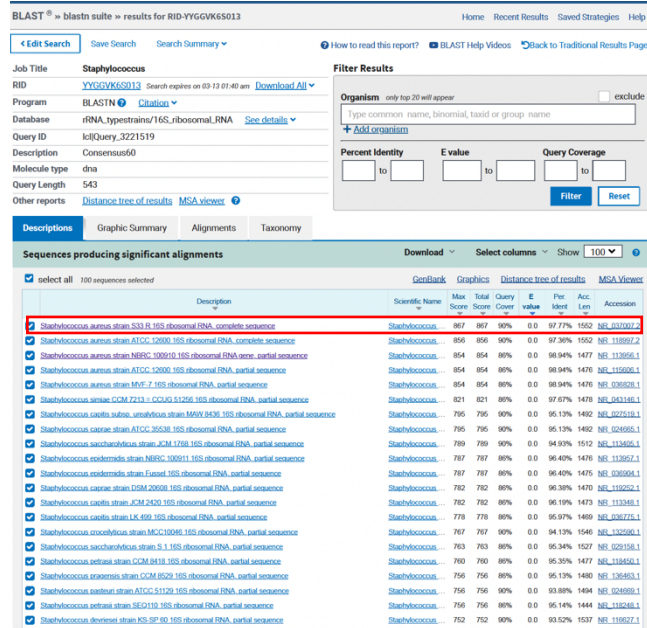 BLAST ® » blastn suite » results for RID-YYGGVK6S013
Home Recent Results Saved Strategies Help
< Edit Search Save Search Search Summary
How to read this report? BLAST Help Videos Back to Traditional Results Page
Job Title Staphylococcus
RID YYGGVK6S013 Search expires on 03-13 01:40 am Download All
Program BLASTN Citation
Database rRNA_typestrains/16S_ribosomal_RNA See details
Query ID lcl|Query_3221519
Description Consensus60
Molecule type dna
Query Length 543
Other reports Distance tree of results MSA viewer
Filter Results
Organism only top 20 will appear exclude
Type common name, binomial, taxid or group name
+ Add organism
Percent Identity E value Query Coverage
to to to
Filter Reset
Descriptions Graphic Summary Alignments Taxonomy
Sequences producing significant alignments Download Select columns Show 100
select all 100 sequences selected GenBank Graphics Distance tree of results MSA Viewer
Description Scientific Name Max Score Total Score Query Cover E value Per. Ident Acc. Len Accession
Staphylococcus aureus strain S33 R 16S ribosomal RNA, complete sequence Staphylococcus ... 867 867 90% 0.0 97.77% 1552 NR_037007.2
Staphylococcus aureus strain ATCC 12600 16S ribosomal RNA, complete sequence Staphylococcus ... 856 856 90% 0.0 97.36% 1552 NR_118997.2
Staphylococcus aureus strain NBRC 100910 16S ribosomal RNA gene, partial sequence Staphylococcus ... 854 854 86% 0.0 98.94% 1477 NR_113956.1
Staphylococcus aureus strain ATCC 12600 16S ribosomal RNA, partial sequence Staphylococcus ... 854 854 86% 0.0 98.94% 1476 NR_115606.1
Staphylococcus aureus strain MVF-7 16S ribosomal RNA, partial sequence Staphylococcus ... 854 854 86% 0.0 98.94% 1476 NR_036828.1
Staphylococcus simiae CCM 7213 = CCUG 51256 16S ribosomal RNA, partial sequence Staphylococcus ... 821 821 86% 0.0 97.67% 1478 NR_043146.1
Staphylococcus capitis subsp. urealyticus strain MAW 8436 16S ribosomal RNA, partial sequence Staphylococcus ... 795 795 90% 0.0 95.13% 1492 NR_027519.1
Staphylococcus caprae strain ATCC 35538 16S ribosomal RNA, partial sequence Staphylococcus ... 795 795 90% 0.0 95.13% 1492 NR_024665.1
Staphylococcus saccharolyticus strain JCM 1768 16S ribosomal RNA, partial sequence Staphylococcus ... 789 789 90% 0.0 94.93% 1512 NR_113405.1
Staphylococcus epidermidis strain NBRC 100911 16S ribosomal RNA, partial sequence Staphylococcus ... 787 787 86% 0.0 96.40% 1476 NR_113957.1
Staphylococcus epidermidis strain Fussel 16S ribosomal RNA, partial sequence Staphylococcus ... 787 787 86% 0.0 96.40% 1475 NR_036904.1
Staphylococcus caprae strain DSM 20608 16S ribosomal RNA, partial sequence Staphylococcus ... 782 782 86% 0.0 96.38% 1470 NR_119252.1
Staphylococcus capitis strain JCM 2420 16S ribosomal RNA, partial sequence Staphylococcus ... 782 782 86% 0.0 96.19% 1473 NR_113348.1
Staphylococcus capitis strain LK 499 16S ribosomal RNA, partial sequence Staphylococcus ... 778 778 86% 0.0 95.97% 1469 NR_036775.1
Staphylococcus croceilyticus strain MCC10046 16S ribosomal RNA, partial sequence Staphylococcus ... 767 767 90% 0.0 94.13% 1546 NR_132590.1
Staphylococcus saccharolyticus strain S 1 16S ribosomal RNA, partial sequence Staphylococcus ... 763 763 86% 0.0 95.34% 1527 NR_029158.1
Staphylococcus petrasii strain CCM 8418 16S ribosomal RNA, partial sequence Staphylococcus ... 760 760 86% 0.0 95.35% 1477 NR_118450.1
Staphylococcus pragensis strain CCM 8529 16S ribosomal RNA, partial sequence Staphylococcus ... 756 756 86% 0.0 95.13% 1480 NR_136463.1
Staphylococcus pasteuri strain ATCC 51129 16S ribosomal RNA, partial sequence Staphylococcus ... 756 756 90% 0.0 93.88% 1494 NR_024669.1
Staphylococcus petrasii strain SEQ110 16S ribosomal RNA, partial sequence Staphylococcus ... 756 756 86% 0.0 95.14% 1444 NR_118248.1
Staphylococcus devriesei strain KS-SP 60 16S ribosomal RNA, partial sequence Staphylococcus ... 752 752 90% 0.0 93.52% 1537 NR_116627.1